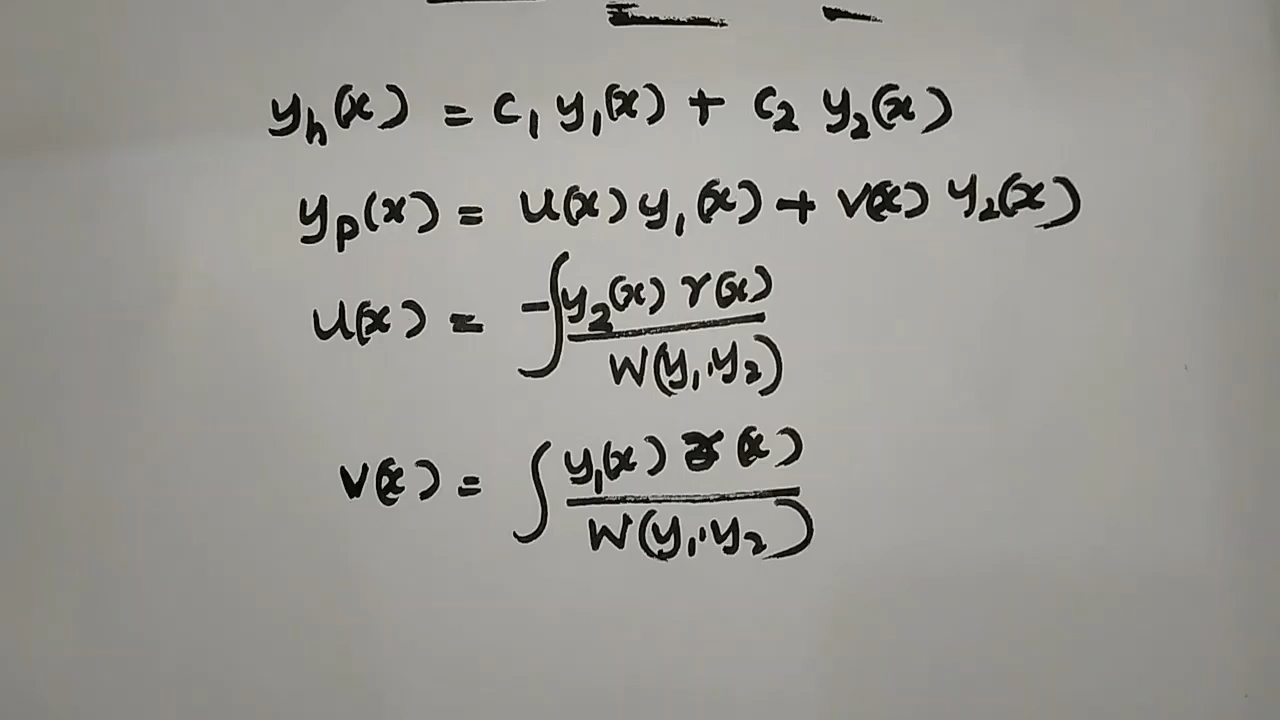 y_h(x) = c_1 y_1(x) + c_2 y_2(x)
y_p(x) = u(x) y_1(x) + v(x) y_2(x)
u(x) = -∫ y_2(x) r(x) / W(y_1, y_2)
v(x) = ∫ y_1(x) r(x) / W(y_1, y_2)